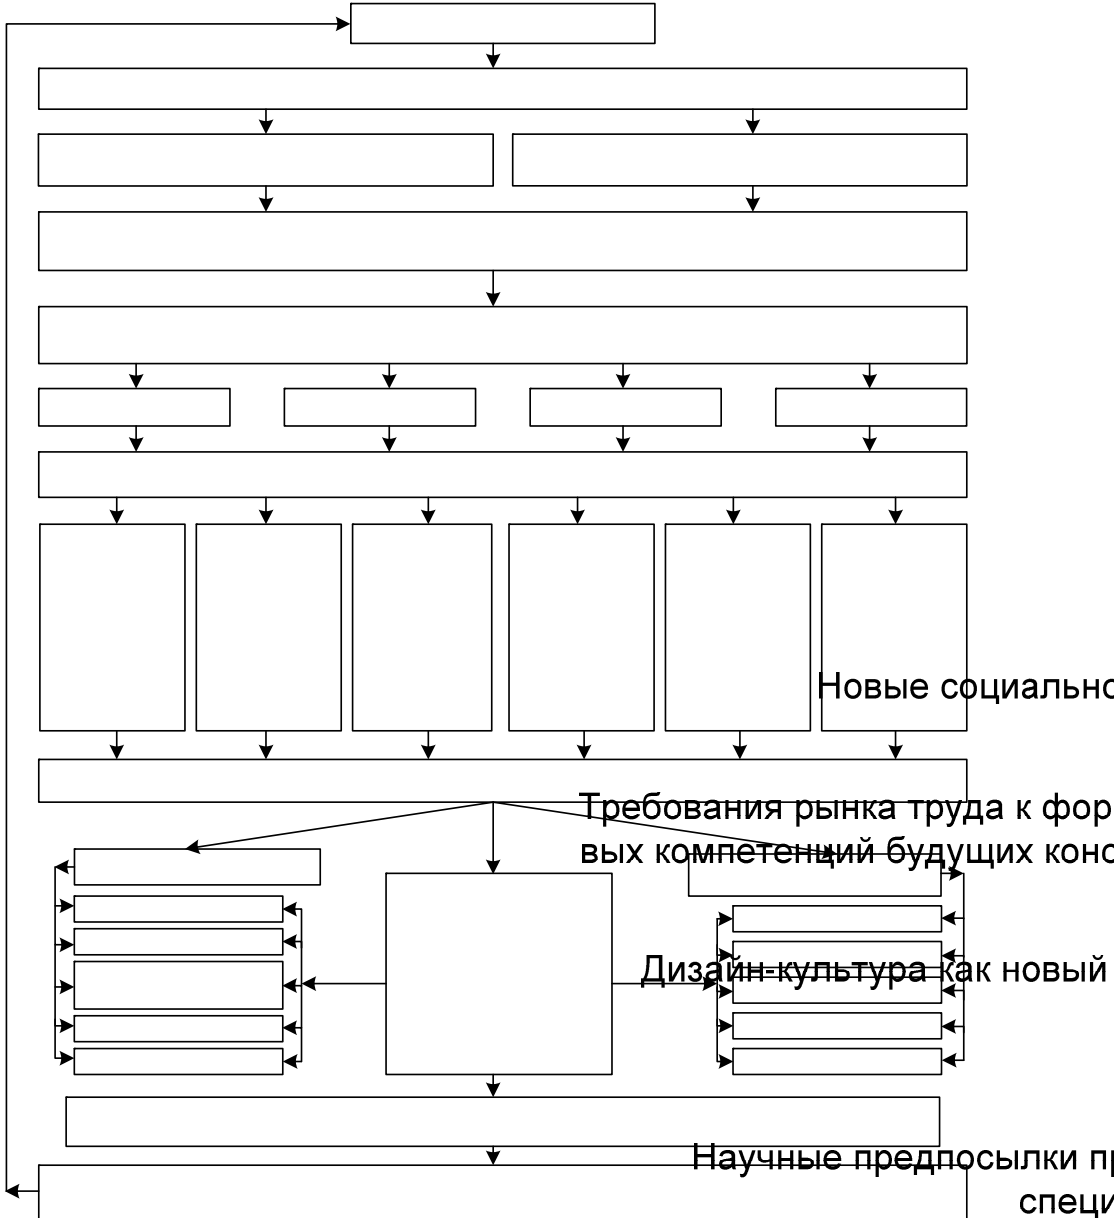 Новые социально
Требования рынка труда к фор
вых компетенций будущих конс
Дизайн-культура как новый
Научные предпосылки пр
специ